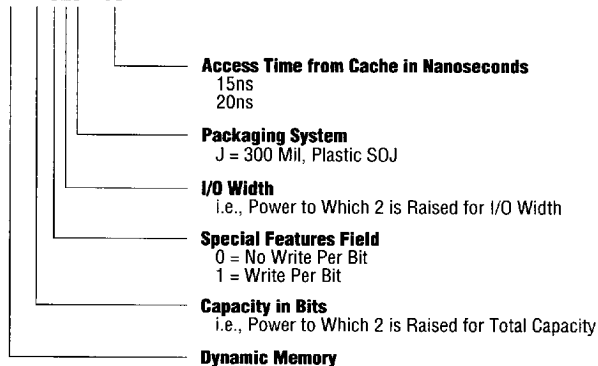 Access Time from Cache in Nanoseconds
15ns
20ns
Packaging System
J = 300 Mil, Plastic SOJ
I/O Width
i.e., Power to Which 2 is Raised for I/O Width
Special Features Field
0 = No Write Per Bit
1 = Write Per Bit
Capacity in Bits
i.e., Power to Which 2 is Raised for Total Capacity
Dynamic Memory